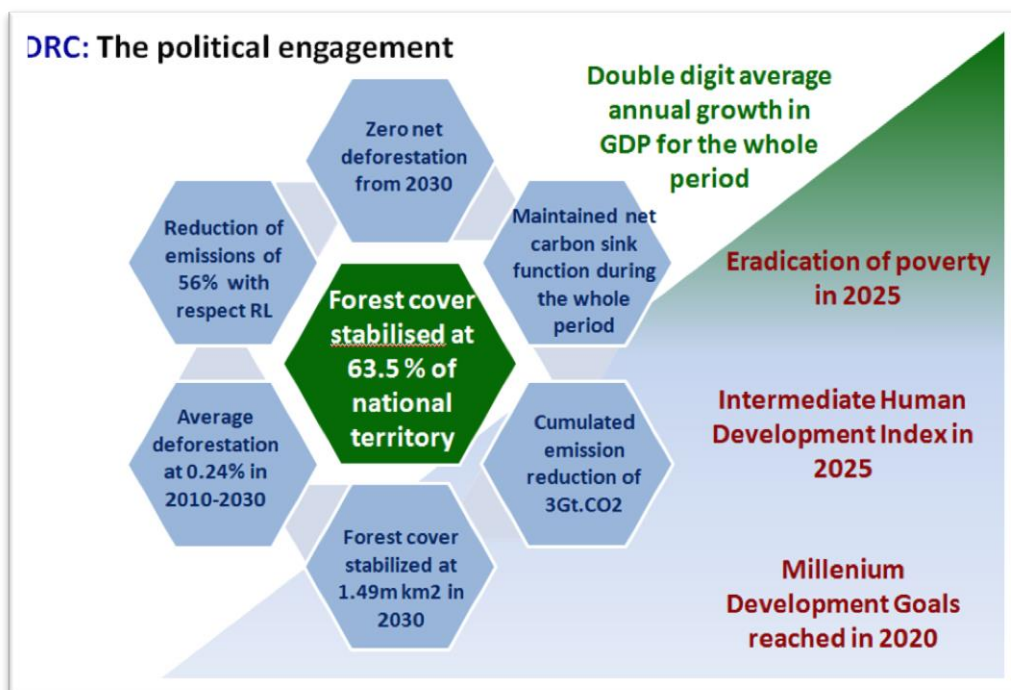 DRC: The political engagement
Double digit average
annual growth in
GDP for the whole
period
Zero net
deforestation
from 2030
Reduction of
emissions of
56% with
respect RL
Maintained net
carbon sink
function during
the whole
period
Forest cover
stabilised at
63.5 % of
national
territory
Average
deforestation
at 0.24% in
2010-2030
Cumulated
emission
reduction of
3Gt.CO2
Forest cover
stabilized at
1.49m km2 in
2030
Eradication of poverty
in 2025
Intermediate Human
Development Index in
2025
Millenium
Development Goals
reached in 2020